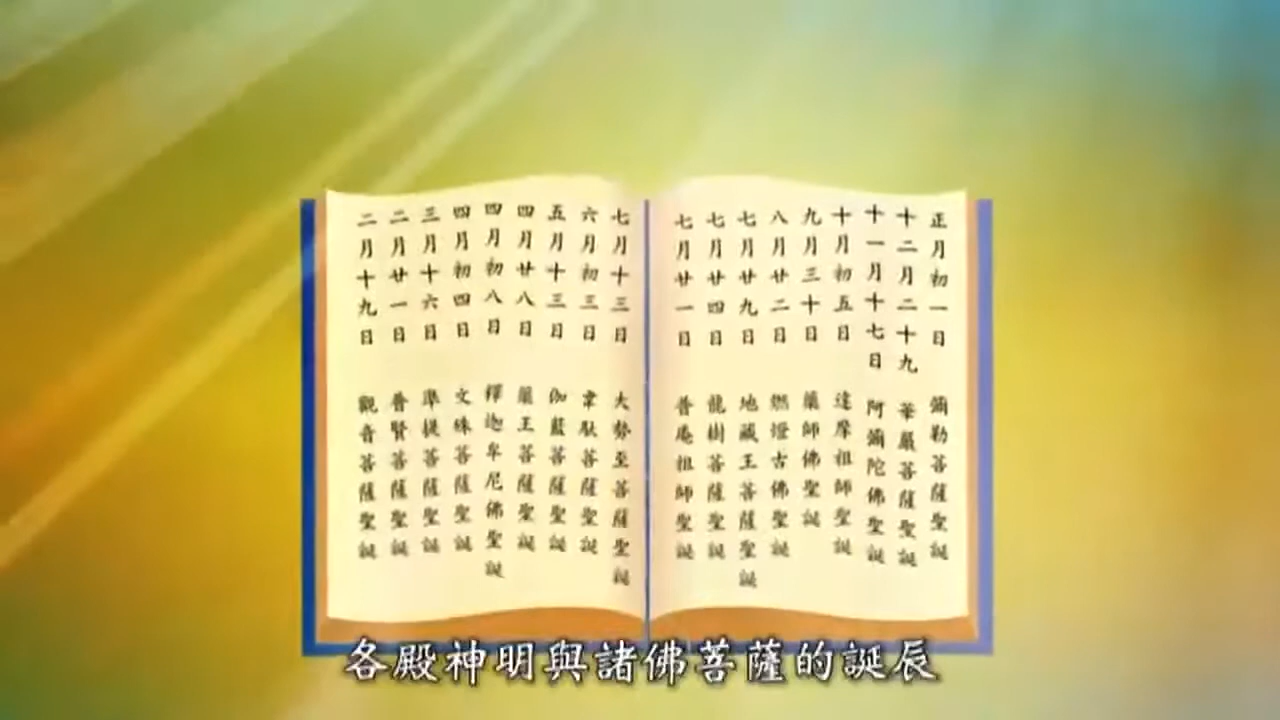 正月初一日 彌勒菩薩聖誕
十二月二十九 華嚴菩薩聖誕
十一月十七日 阿彌陀佛聖誕
十月初五日 達摩祖師聖誕
九月三十日 藥師佛聖誕
八月廿二日 燃燈古佛聖誕
七月廿九日 地藏王菩薩聖誕
七月廿四日 龍樹菩薩聖誕
七月廿一日 普庵祖師聖誕
七月十三日 大勢至菩薩聖誕
六月初三日 韋馱菩薩聖誕
五月十三日 伽藍菩薩聖誕
四月廿八日 藥王菩薩聖誕
四月初八日 釋迦牟尼佛聖誕
四月初四日 文殊菩薩聖誕
三月十六日 準提菩薩聖誕
二月廿一日 普賢菩薩聖誕
二月十九日 觀音菩薩聖誕
各殿神明與諸佛菩薩的誕辰